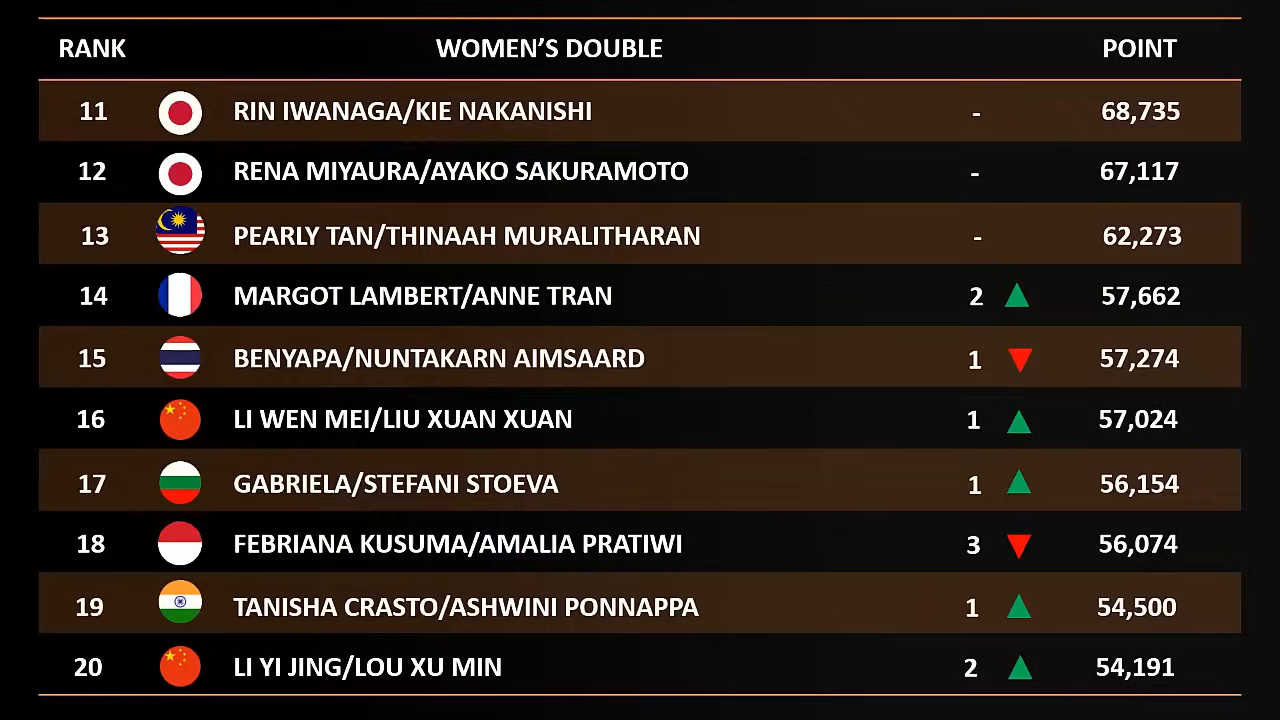 RANK WOMEN’S DOUBLE POINT
11 RIN IWANAGA/KIE NAKANISHI - 68,735
12 RENA MIYAURA/AYAKO SAKURAMOTO - 67,117
13 PEARLY TAN/THINAAH MURALITHARAN - 62,273
14 MARGOT LAMBERT/ANNE TRAN 2 57,662
15 BENYAPA/NUNTAKARN AIMSAARD 1 57,274
16 LI WEN MEI/LIU XUAN XUAN 1 57,024
17 GABRIELA/STEFANI STOEVA 1 56,154
18 FEBRIANA KUSUMA/AMALIA PRATIWI 3 56,074
19 TANISHA CRASTO/ASHWINI PONNAPPA 1 54,500
20 LI YI JING/LOU XU MIN 2 54,191